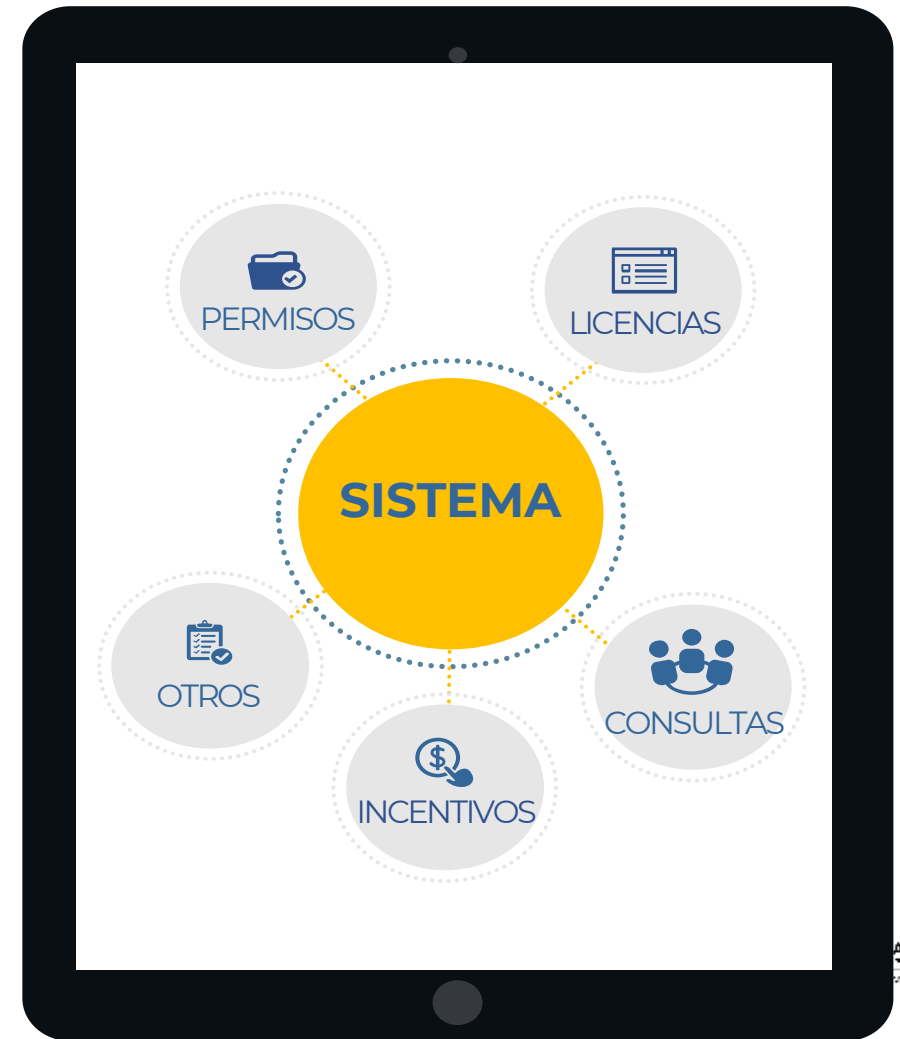 PERMISOS
LICENCIAS
SISTEMA
OTROS
CONSULTAS
$
INCENTIVOS